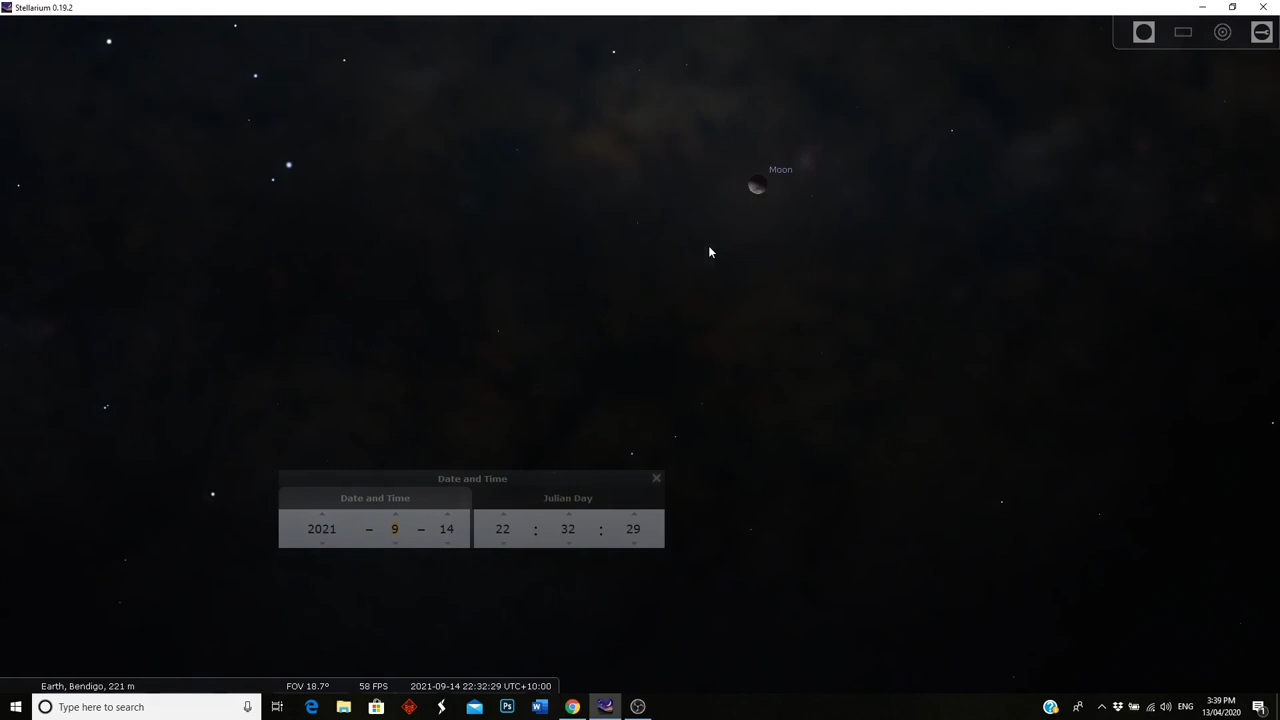 Stellarium 0.19.2
Moon
Date and Time
Date and Time
Julian Day
2021 – 9 – 14
22 : 32 : 29
Earth, Bendigo, 221 m
FOV 18.7°
58 FPS
2021-09-14 22:32:29 UTC+10:00
Type here to search
ENG
3:39 PM
13/04/2020